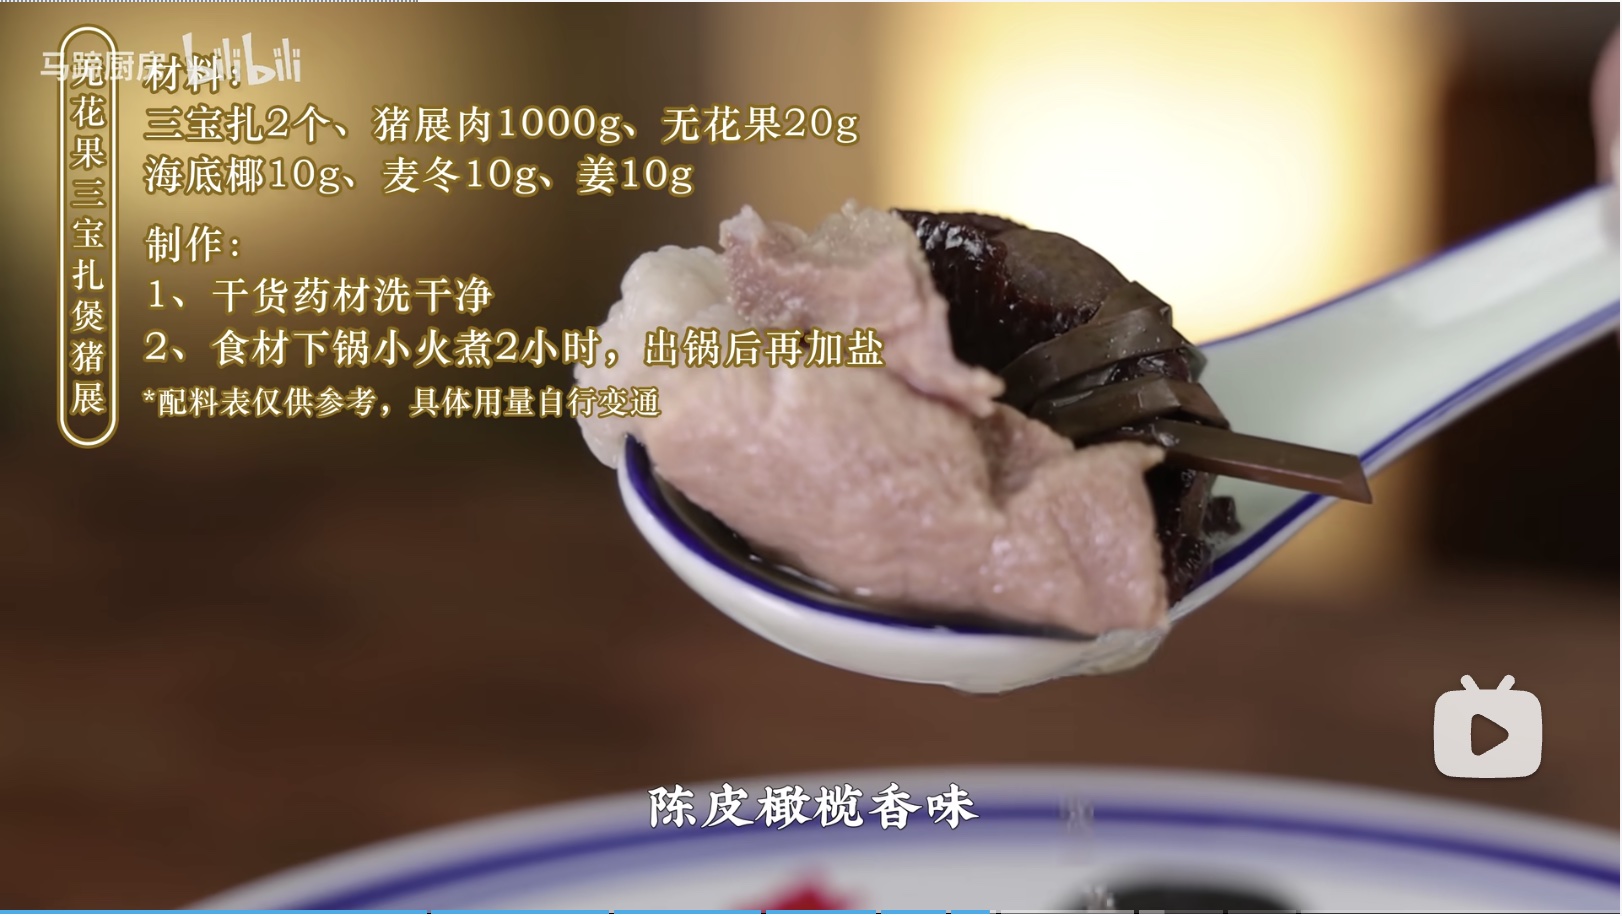 马蹄厨房 bilibili
无花果三宝扎煲猪展
材料:
三宝扎2个、猪展肉1000g、无花果20g
海底椰10g、麦冬10g、姜10g
制作:
1、干货药材洗干净
2、食材下锅小火煮2小时，出锅后再加盐
*配料表仅供参考，具体用量自行变通
陈皮橄榄香味